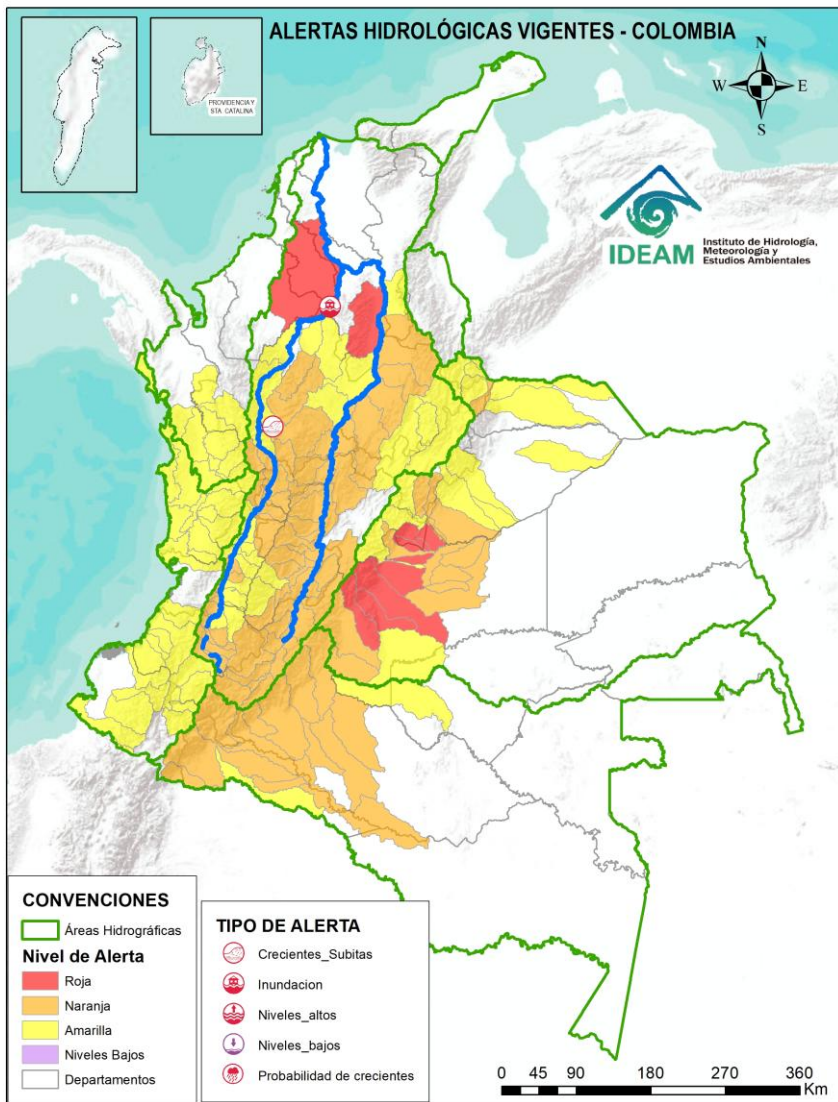 ALERTAS HIDROLÓGICAS VIGENTES - COLOMBIA
PROVIDENCIA Y
STA. CATALINA
N
W
E
S
IDEAM
Instituto de Hidrología,
Meteorología y
Estudios Ambientales
CONVENCIONES
Áreas Hidrográficas
Nivel de Alerta
Roja
Naranja
Amarilla
Niveles Bajos
Departamentos
TIPO DE ALERTA
Crecientes_Subitas
Inundacion
Niveles_altos
Niveles_bajos
Probabilidad de crecientes
0 45 90 180 270 360
Km